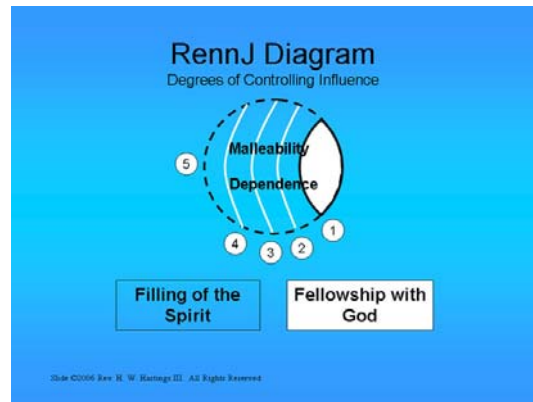 RennJ Diagram
Degrees of Controlling Influence
Malleability
5
Dependence
1
4
3
2
Filling of the
Spirit
Fellowship with
God
Slide ©2006 Rev. H. W. Hastings III. All Rights Reserved